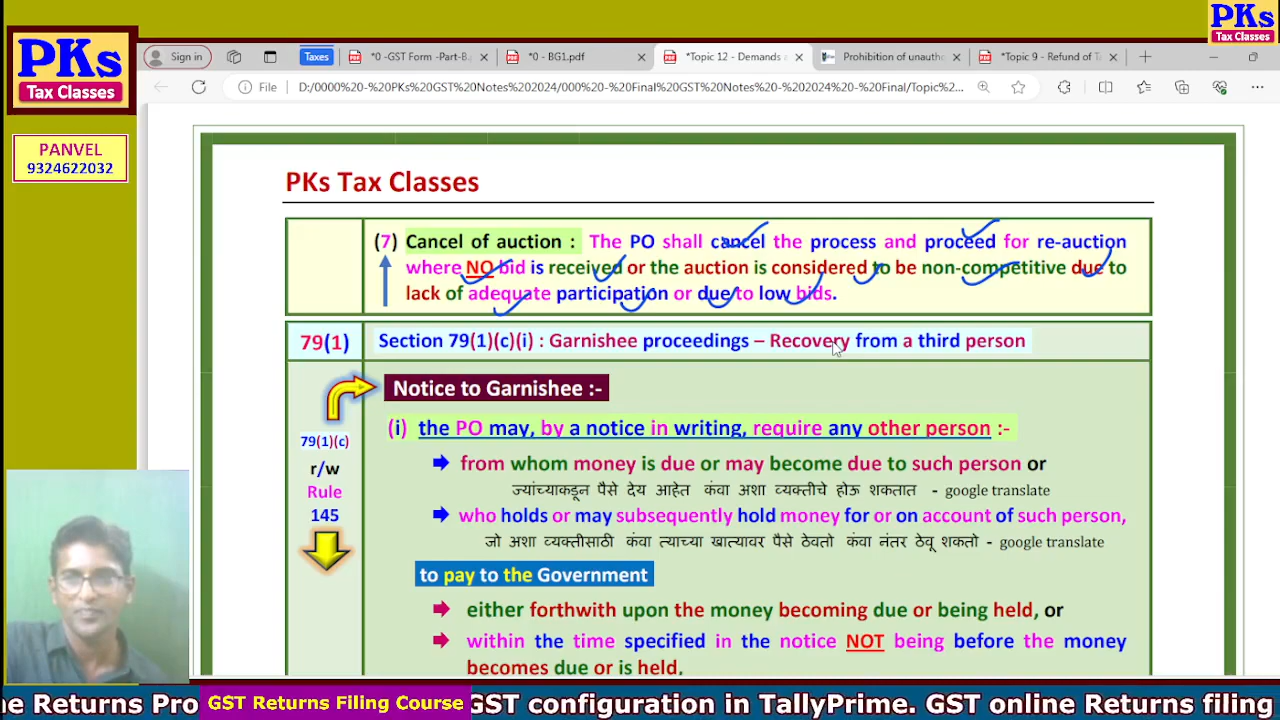 PKs
Tax Classes
PKs
Tax Classes
PANVEL
9324622032
Sign in
Taxes
*0 -GST Form -Part-B.
*0 - BG1.pdf
*Topic 12 - Demands a
Prohibition of unautho
*Topic 9 - Refund of T
File
D:/0000%20-%20PKs%20GST%20Notes%202024/000%20-%20Final%20GST%20Notes%202024%20-%20Final/Topic%2...
PKs Tax Classes
(7) Cancel of auction : The PO shall cancel the process and proceed for re-auction
where NO bid is received or the auction is considered to be non-competitive due to
lack of adequate participation or due to low bids.
79(1)
Section 79(1)(c)(i) : Garnishee proceedings – Recovery from a third person
Notice to Garnishee :-
79(1)(c)
r/w
Rule
145
(i) the PO may, by a notice in writing, require any other person :-
from whom money is due or may become due to such person or
ज्यांच्याकडून पैसे देय आहेत कंवा अशा व्यक्तीचे होऊ शकतात - google translate
who holds or may subsequently hold money for or on account of such person,
जो अशा व्यक्तीसाठी कंवा त्याच्या खात्यावर पैसे ठेवतो कंवा नंतर ठेवू शकतो - google translate
to pay to the Government
either forthwith upon the money becoming due or being held, or
within the time specified in the notice NOT being before the money
becomes due or is held,
ne Returns Pro
GST Returns Filing Course
GST configuration in TallyPrime. GST online Returns filing